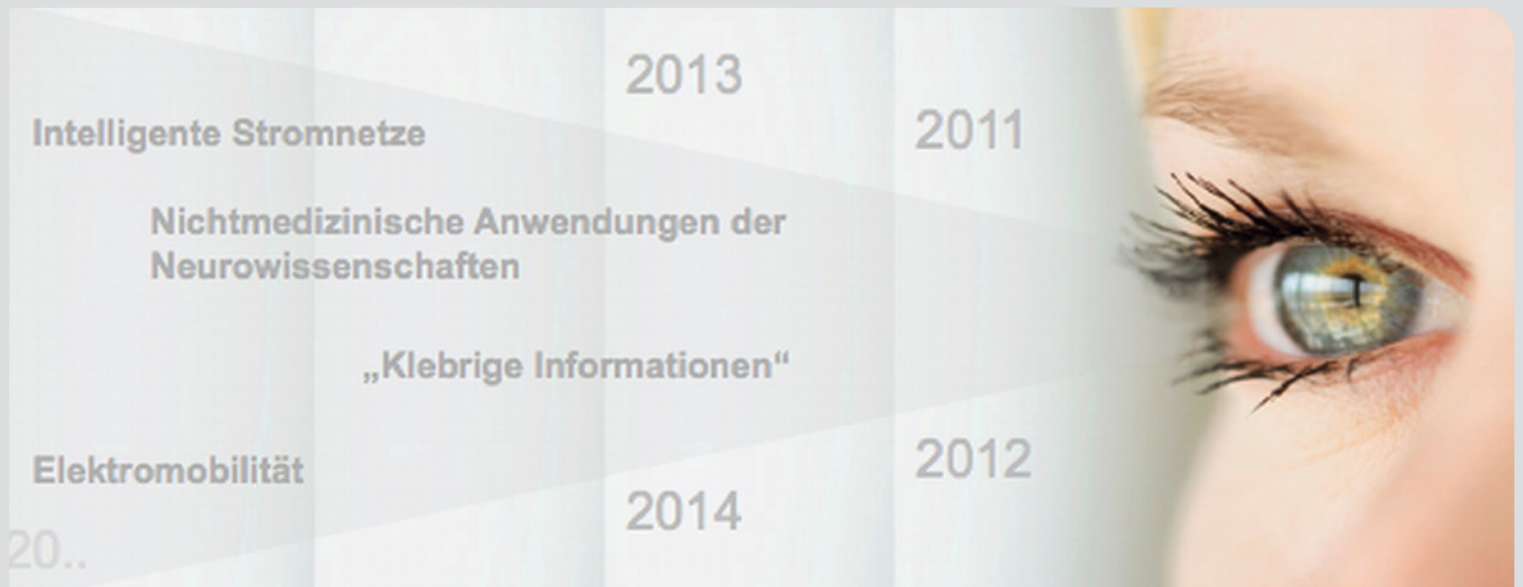 2013
2011
Intelligente Stromnetze
Nichtmedizinische Anwendungen der
Neurowissenschaften
„Klebrige Informationen“
2012
Elektromobilität
2014
20..